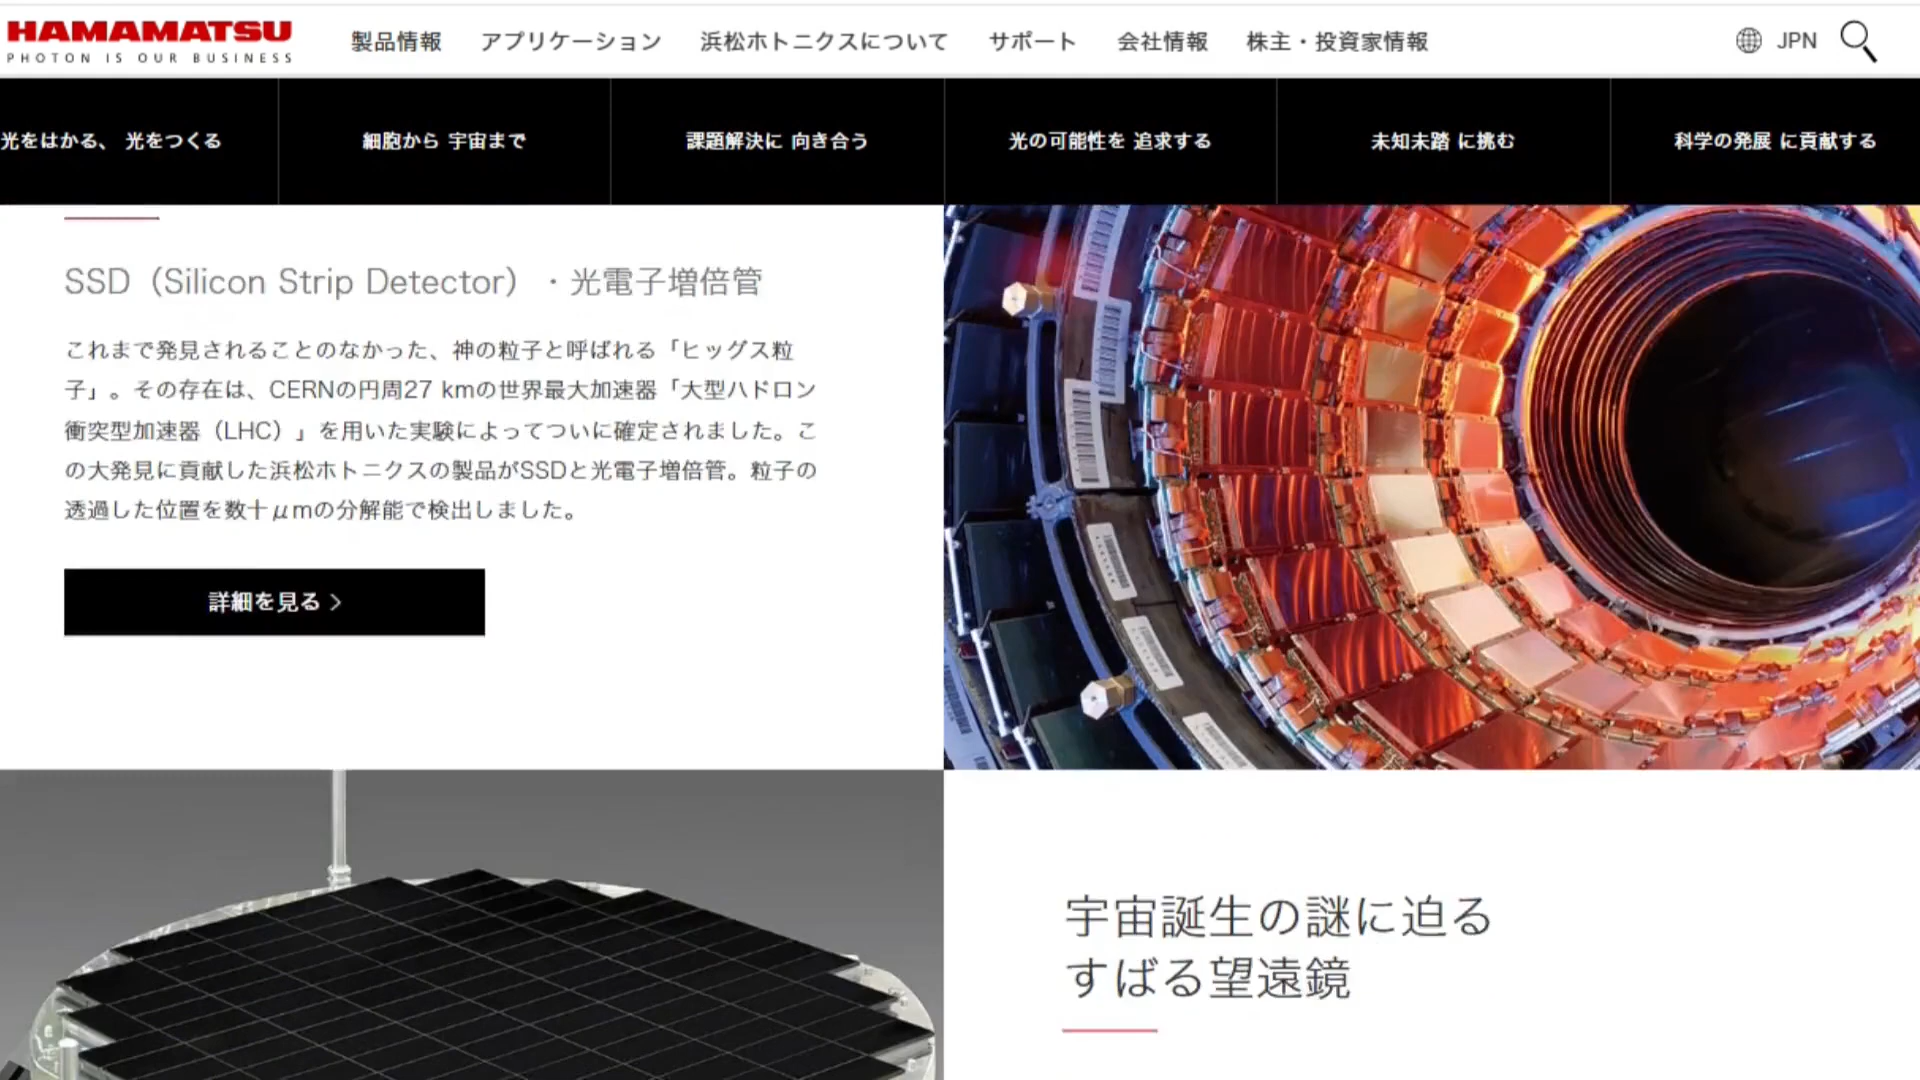 HAMAMATSU
PHOTON IS OUR BUSINESS
製品情報 アプリケーション 浜松ホトニクスについて サポート 会社情報 株主・投資家情報 JPN
光をはかる、 光をつくる 細胞から 宇宙まで 課題解決に 向き合う 光の可能性を 追求する 未知未踏 に挑む 科学の発展 に貢献する
SSD（Silicon Strip Detector）・光電子増倍管
これまで発見されることのなかった、神の粒子と呼ばれる「ヒッグス粒
子」。その存在は、CERNの円周27 kmの世界最大加速器「大型ハドロン
衝突型加速器（LHC）」を用いた実験によってついに確定されました。こ
の大発見に貢献した浜松ホトニクスの製品がSSDと光電子増倍管。粒子の
透過した位置を数十μmの分解能で検出しました。
詳細を見る
宇宙誕生の謎に迫る
すばる望遠鏡